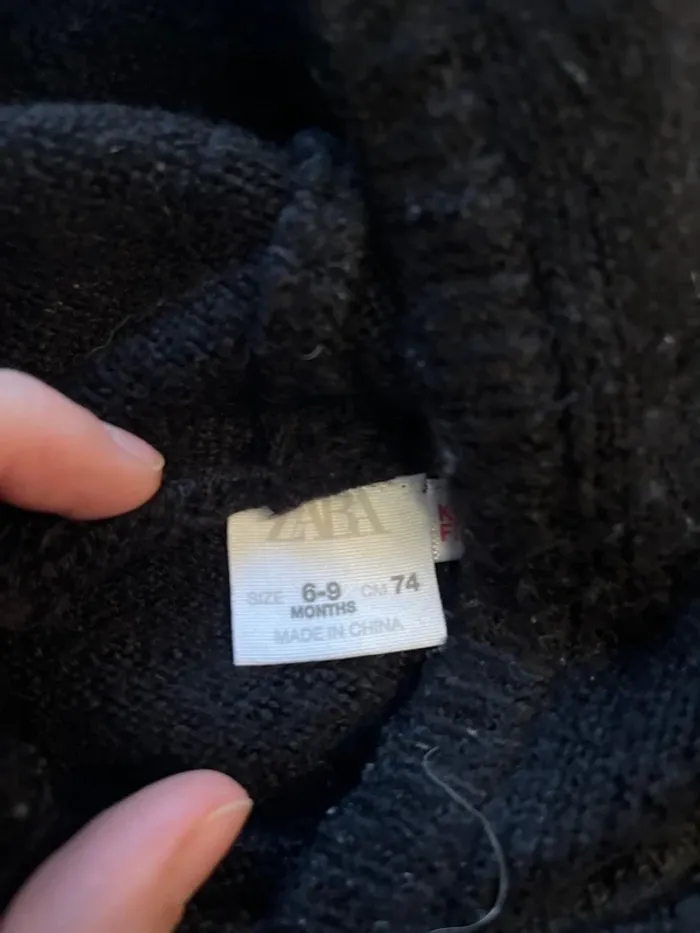 ZARA
SIZE 6-9 CM 74
MONTHS
MADE IN CHINA